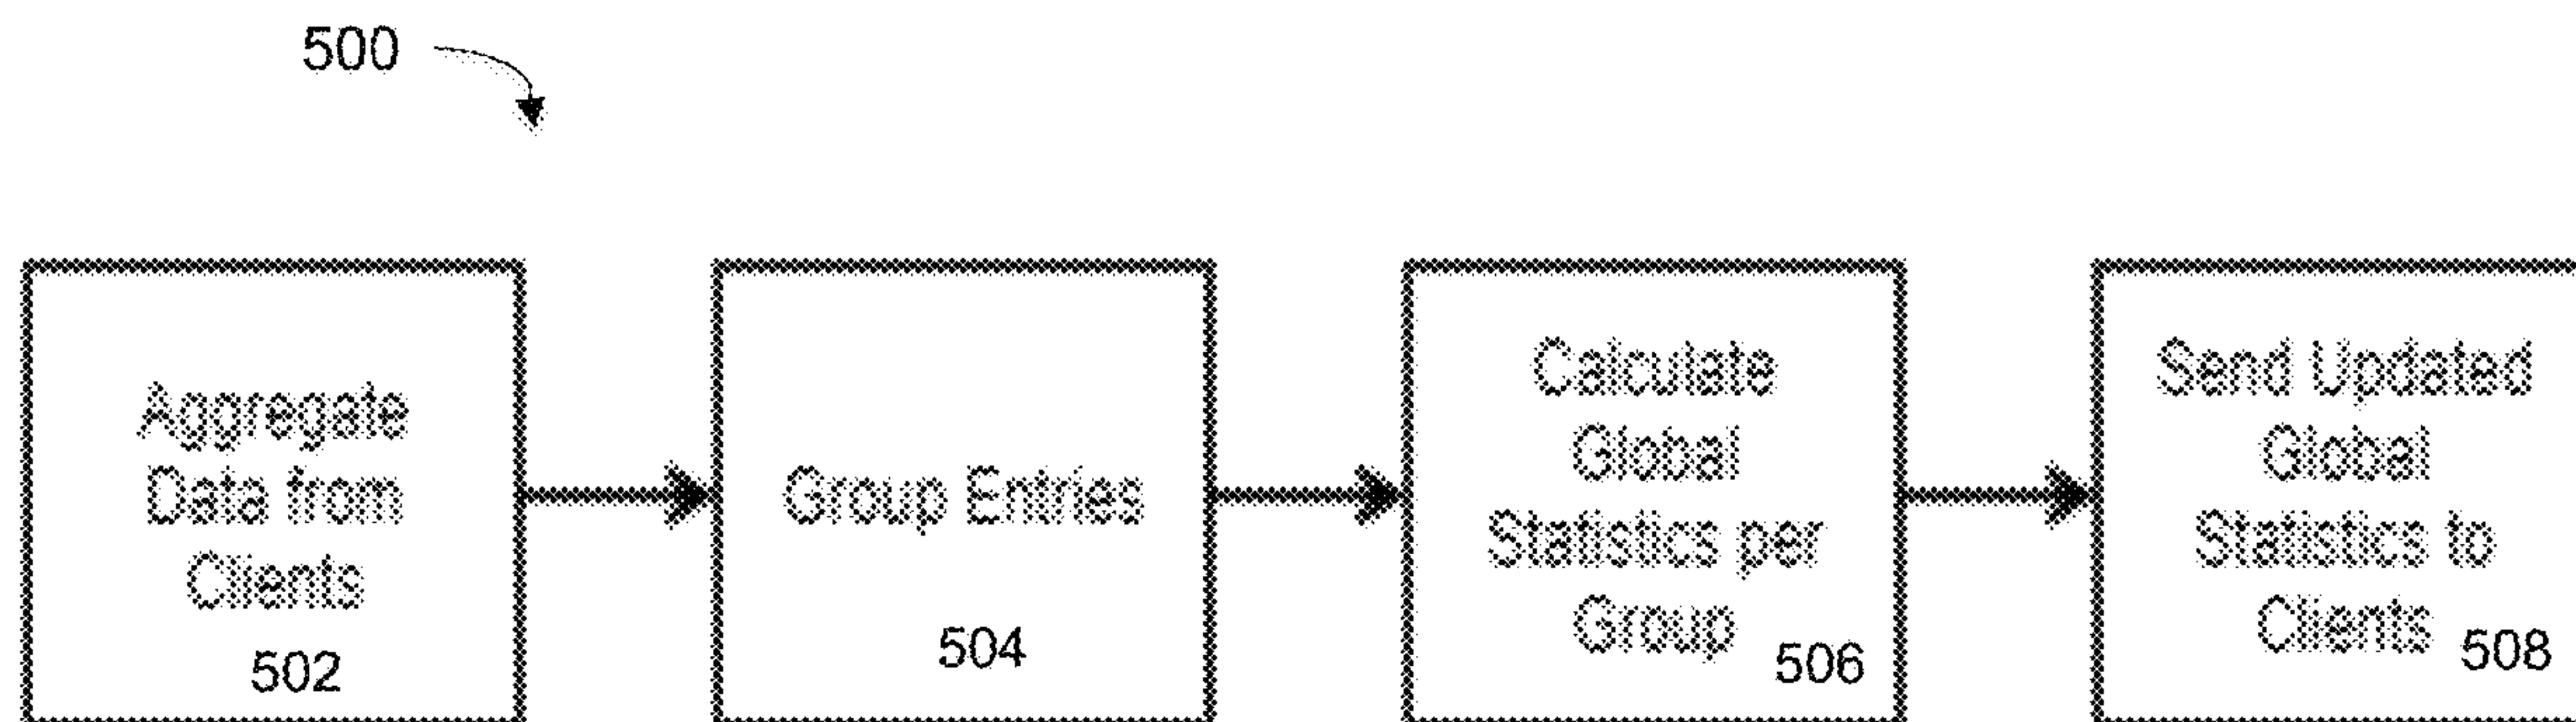 500
Aggregate
Data from
Clients
502
Group Entries
504
Calculate
Global
Statistics per
Group
506
Send Updated
Global
Statistics to
Clients
508